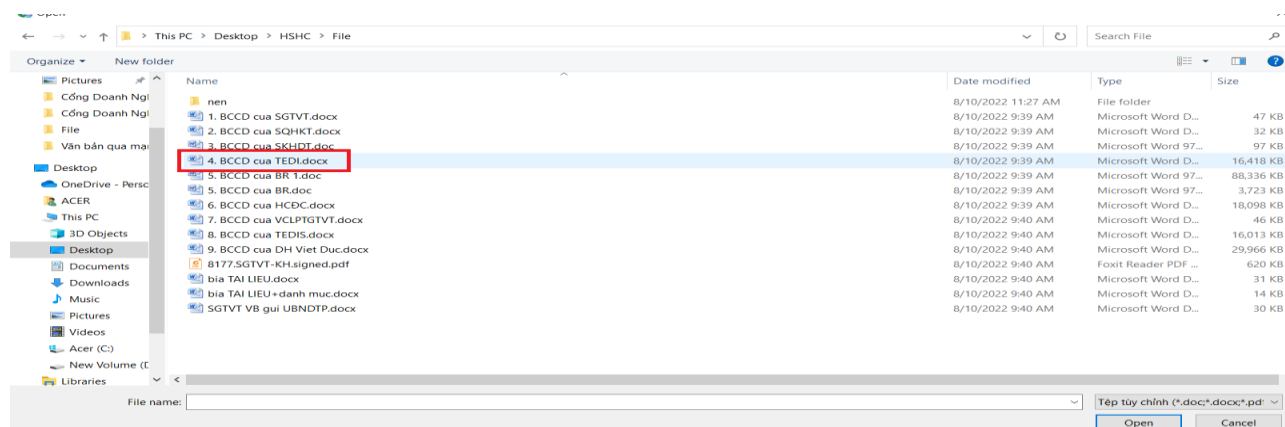 Open
This PC > Desktop > HSHC > File
Search File
Organize
New folder
Name
Date modified
Type
Size
Pictures
Cổng Doanh Ngl
Cổng Doanh Ngl
File
Văn bản qua mạ
Desktop
OneDrive - Persc
ACER
This PC
3D Objects
Desktop
Documents
Downloads
Music
Pictures
Videos
Acer (C:)
New Volume (D
Libraries
nen 8/10/2022 11:27 AM File folder
1. BCCD cua SGTVT.docx 8/10/2022 9:39 AM Microsoft Word D... 47 KB
2. BCCD cua SQHKT.docx 8/10/2022 9:39 AM Microsoft Word D... 32 KB
3. BCCD cua SKHDT.doc 8/10/2022 9:39 AM Microsoft Word 97... 97 KB
4. BCCD cua TEDI.docx 8/10/2022 9:39 AM Microsoft Word D... 16,418 KB
5. BCCD cua BR 1.doc 8/10/2022 9:39 AM Microsoft Word 97... 88,336 KB
5. BCCD cua BR.doc 8/10/2022 9:39 AM Microsoft Word 97... 3,723 KB
6. BCCD cua HCĐC.docx 8/10/2022 9:39 AM Microsoft Word D... 18,098 KB
7. BCCD cua VCLPTGTVT.docx 8/10/2022 9:40 AM Microsoft Word D... 46 KB
8. BCCD cua TEDIS.docx 8/10/2022 9:40 AM Microsoft Word D... 16,013 KB
9. BCCD cua DH Viet Duc.docx 8/10/2022 9:40 AM Microsoft Word D... 29,966 KB
8177.SGTVT-KH.signed.pdf 8/10/2022 9:40 AM Foxit Reader PDF ... 620 KB
bia TAI LIEU.docx 8/10/2022 9:40 AM Microsoft Word D... 31 KB
bia TAI LIEU+danh muc.docx 8/10/2022 9:40 AM Microsoft Word D... 14 KB
SGTVT VB gui UBNDTP.docx 8/10/2022 9:40 AM Microsoft Word D... 30 KB
File name:
Tệp tùy chỉnh (*.doc;*.docx;*.pd
Open
Cancel